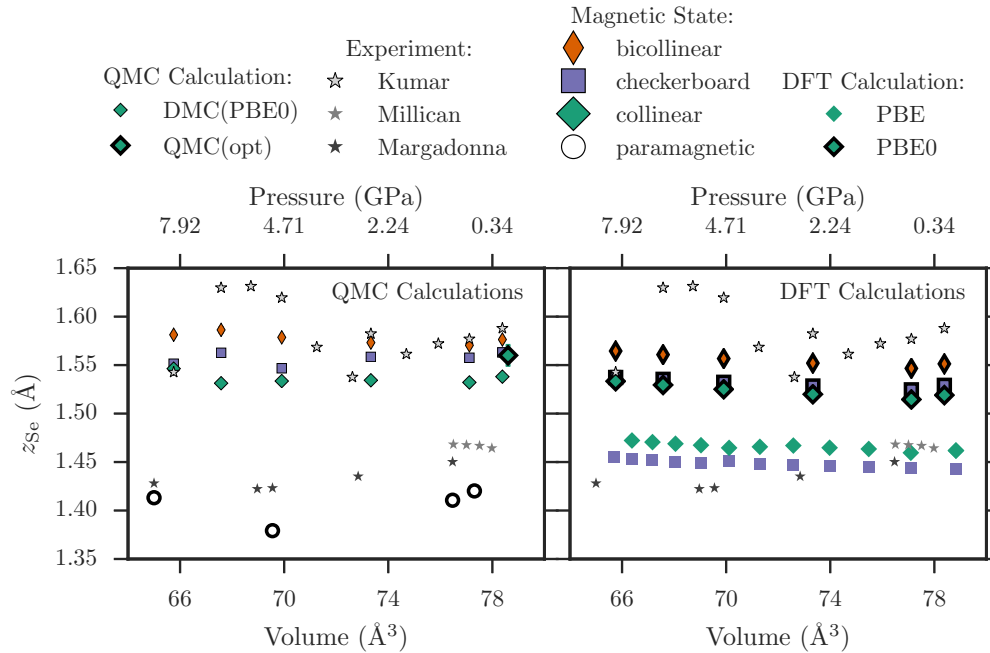 Magnetic State:
Experiment:
bicollinear
QMC Calculation:
Kumar
checkerboard
DFT Calculation:
DMC(PBE0)
Millican
collinear
PBE
QMC(opt)
Margadonna
paramagnetic
PBE0
Pressure (GPa)
Pressure (GPa)
7.92 4.71 2.24 0.34
7.92 4.71 2.24 0.34
QMC Calculations
DFT Calculations
1.65
1.60
1.55
1.50
1.45
1.40
1.35
z_Se (Å)
66 70 74 78
66 70 74 78
Volume (Å³)
Volume (Å³)